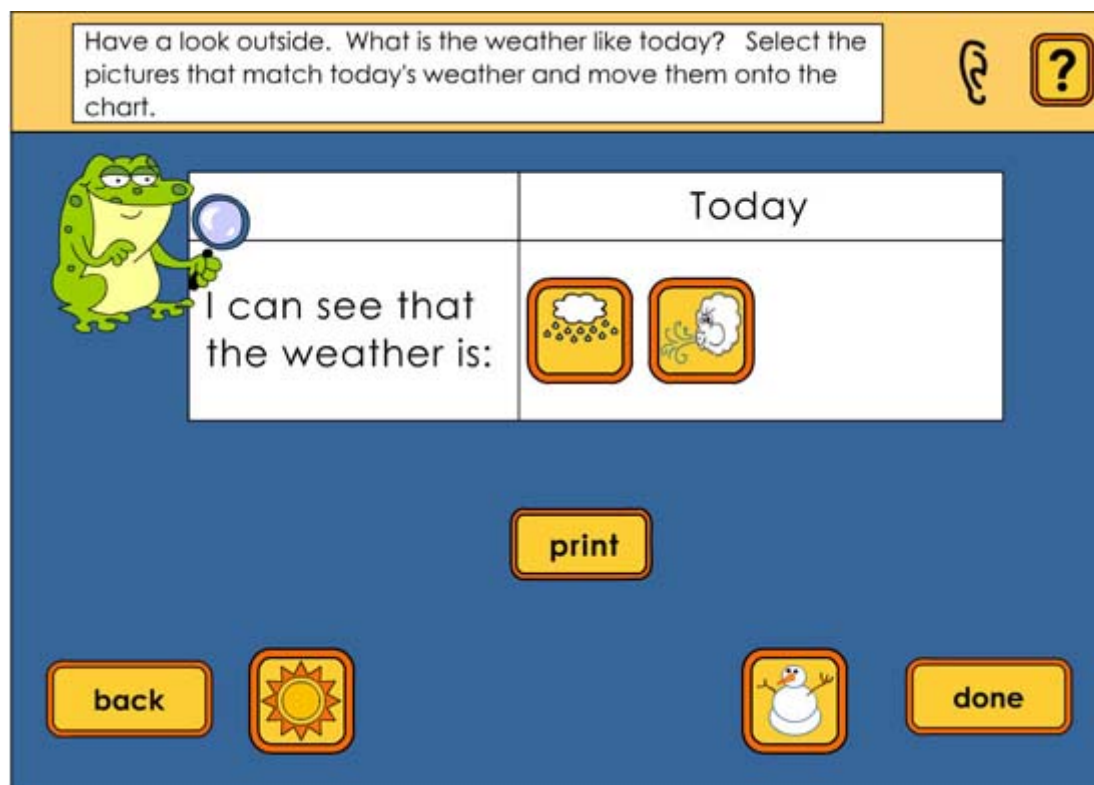 Have a look outside.  What is the weather like today?   Select the
pictures that match today's weather and move them onto the
chart.
?
Today
I can see that
the weather is:
print
back
done